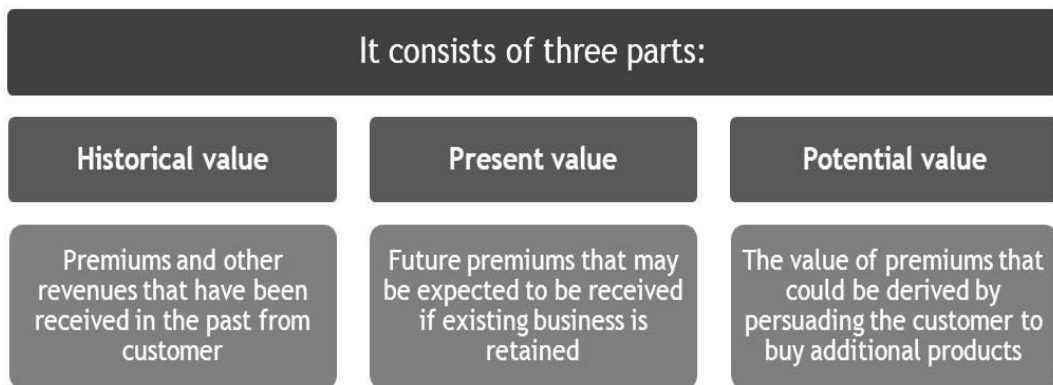 It consists of three parts:
Historical value
Present value
Potential value
Premiums and other
revenues that have been
received in the past from
customer
Future premiums that may
be expected to be received
if existing business is
retained
The value of premiums that
could be derived by
persuading the customer to
buy additional products